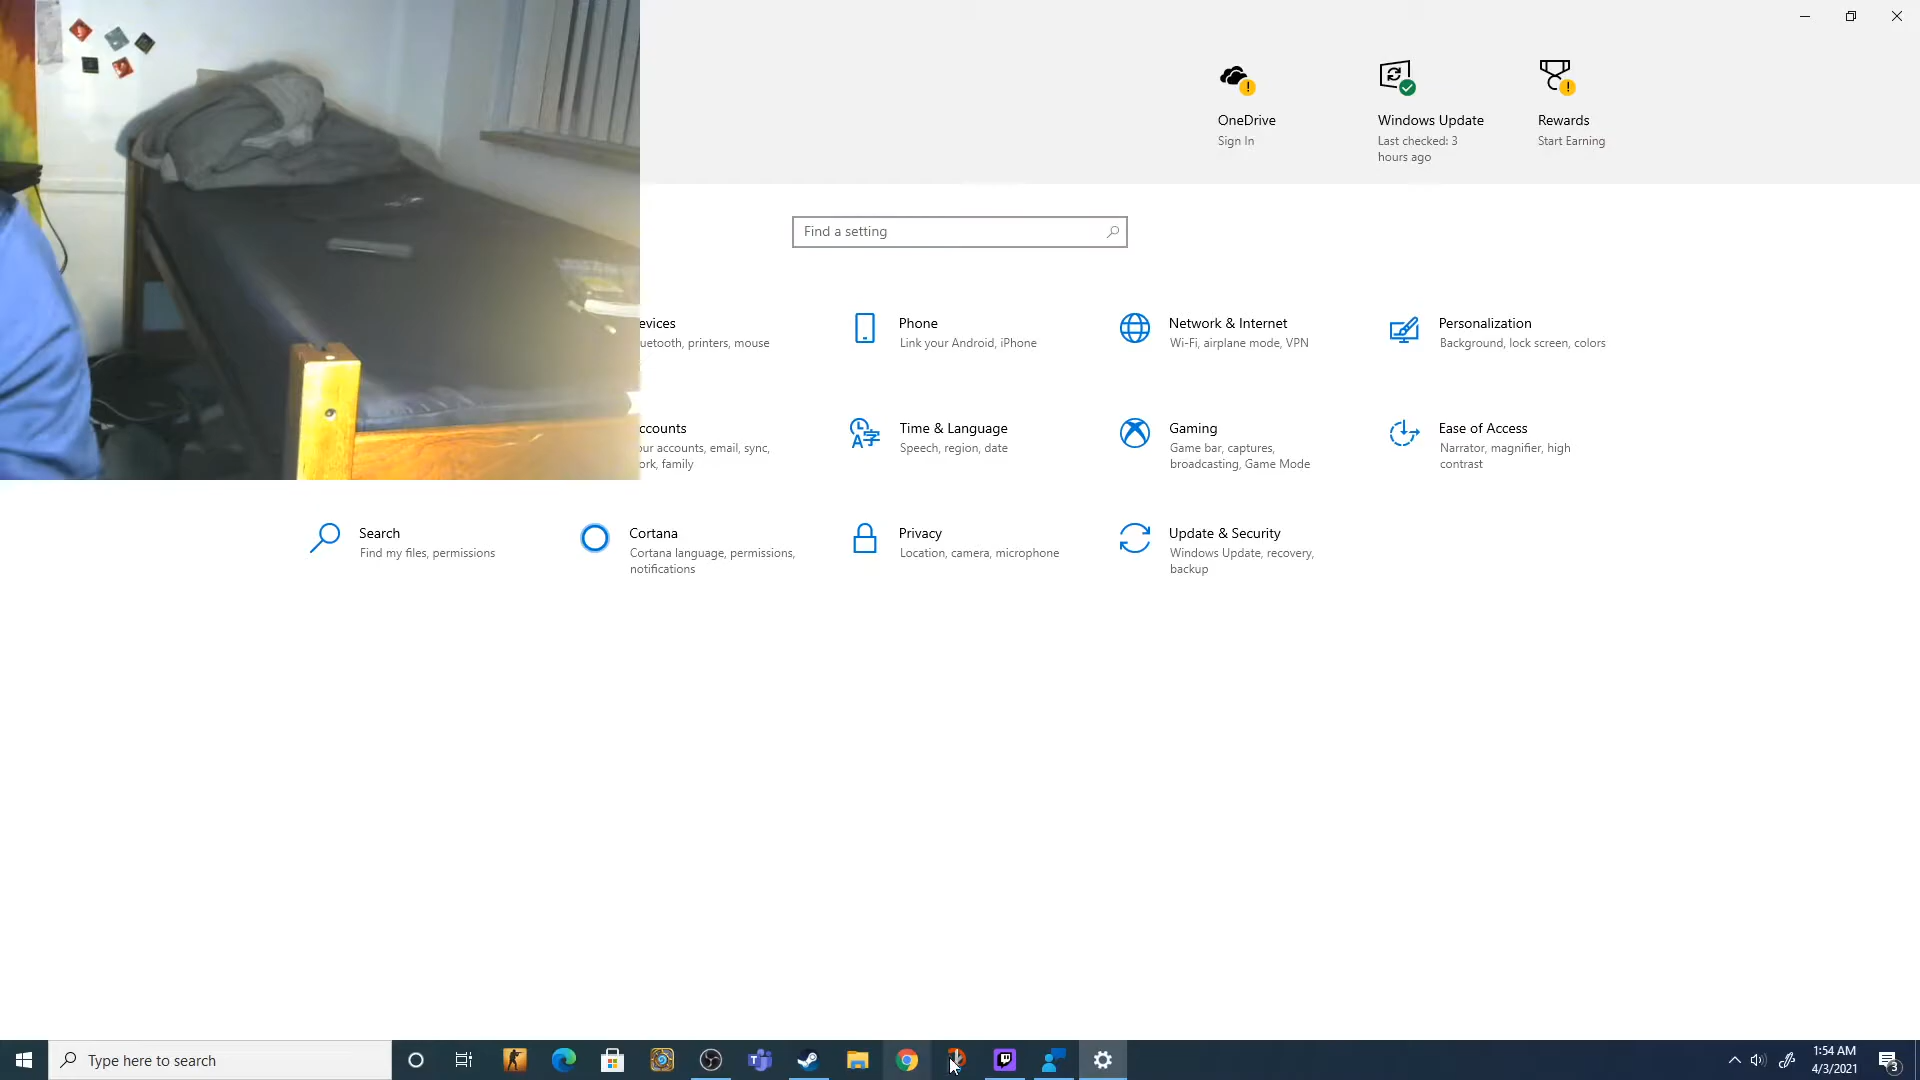 OneDrive
Sign In
Windows Update
Last checked: 3
hours ago
Rewards
Start Earning
Find a setting
evices
uetooth, printers, mouse
Phone
Link your Android, iPhone
Network & Internet
Wi-Fi, airplane mode, VPN
Personalization
Background, lock screen, colors
ccounts
ur accounts, email, sync,
ork, family
Time & Language
Speech, region, date
Gaming
Game bar, captures,
broadcasting, Game Mode
Ease of Access
Narrator, magnifier, high
contrast
Search
Find my files, permissions
Cortana
Cortana language, permissions,
notifications
Privacy
Location, camera, microphone
Update & Security
Windows Update, recovery,
backup
Type here to search
1:54 AM
4/3/2021
3